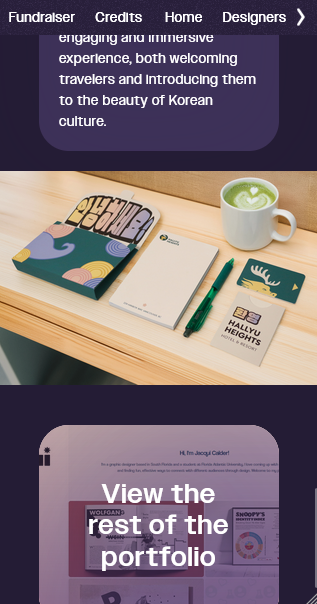 Fundraiser Credits Home Designers ❯
engaging and immersive
experience, both welcoming
travelers and introducing them
to the beauty of Korean
culture.
HALLYU
HEIGHTS
HOTEL & RESORT
Hi, I'm Jacqui Calder!
View the
rest of the
portfolio
WOLFGAN
SNOOPY'S